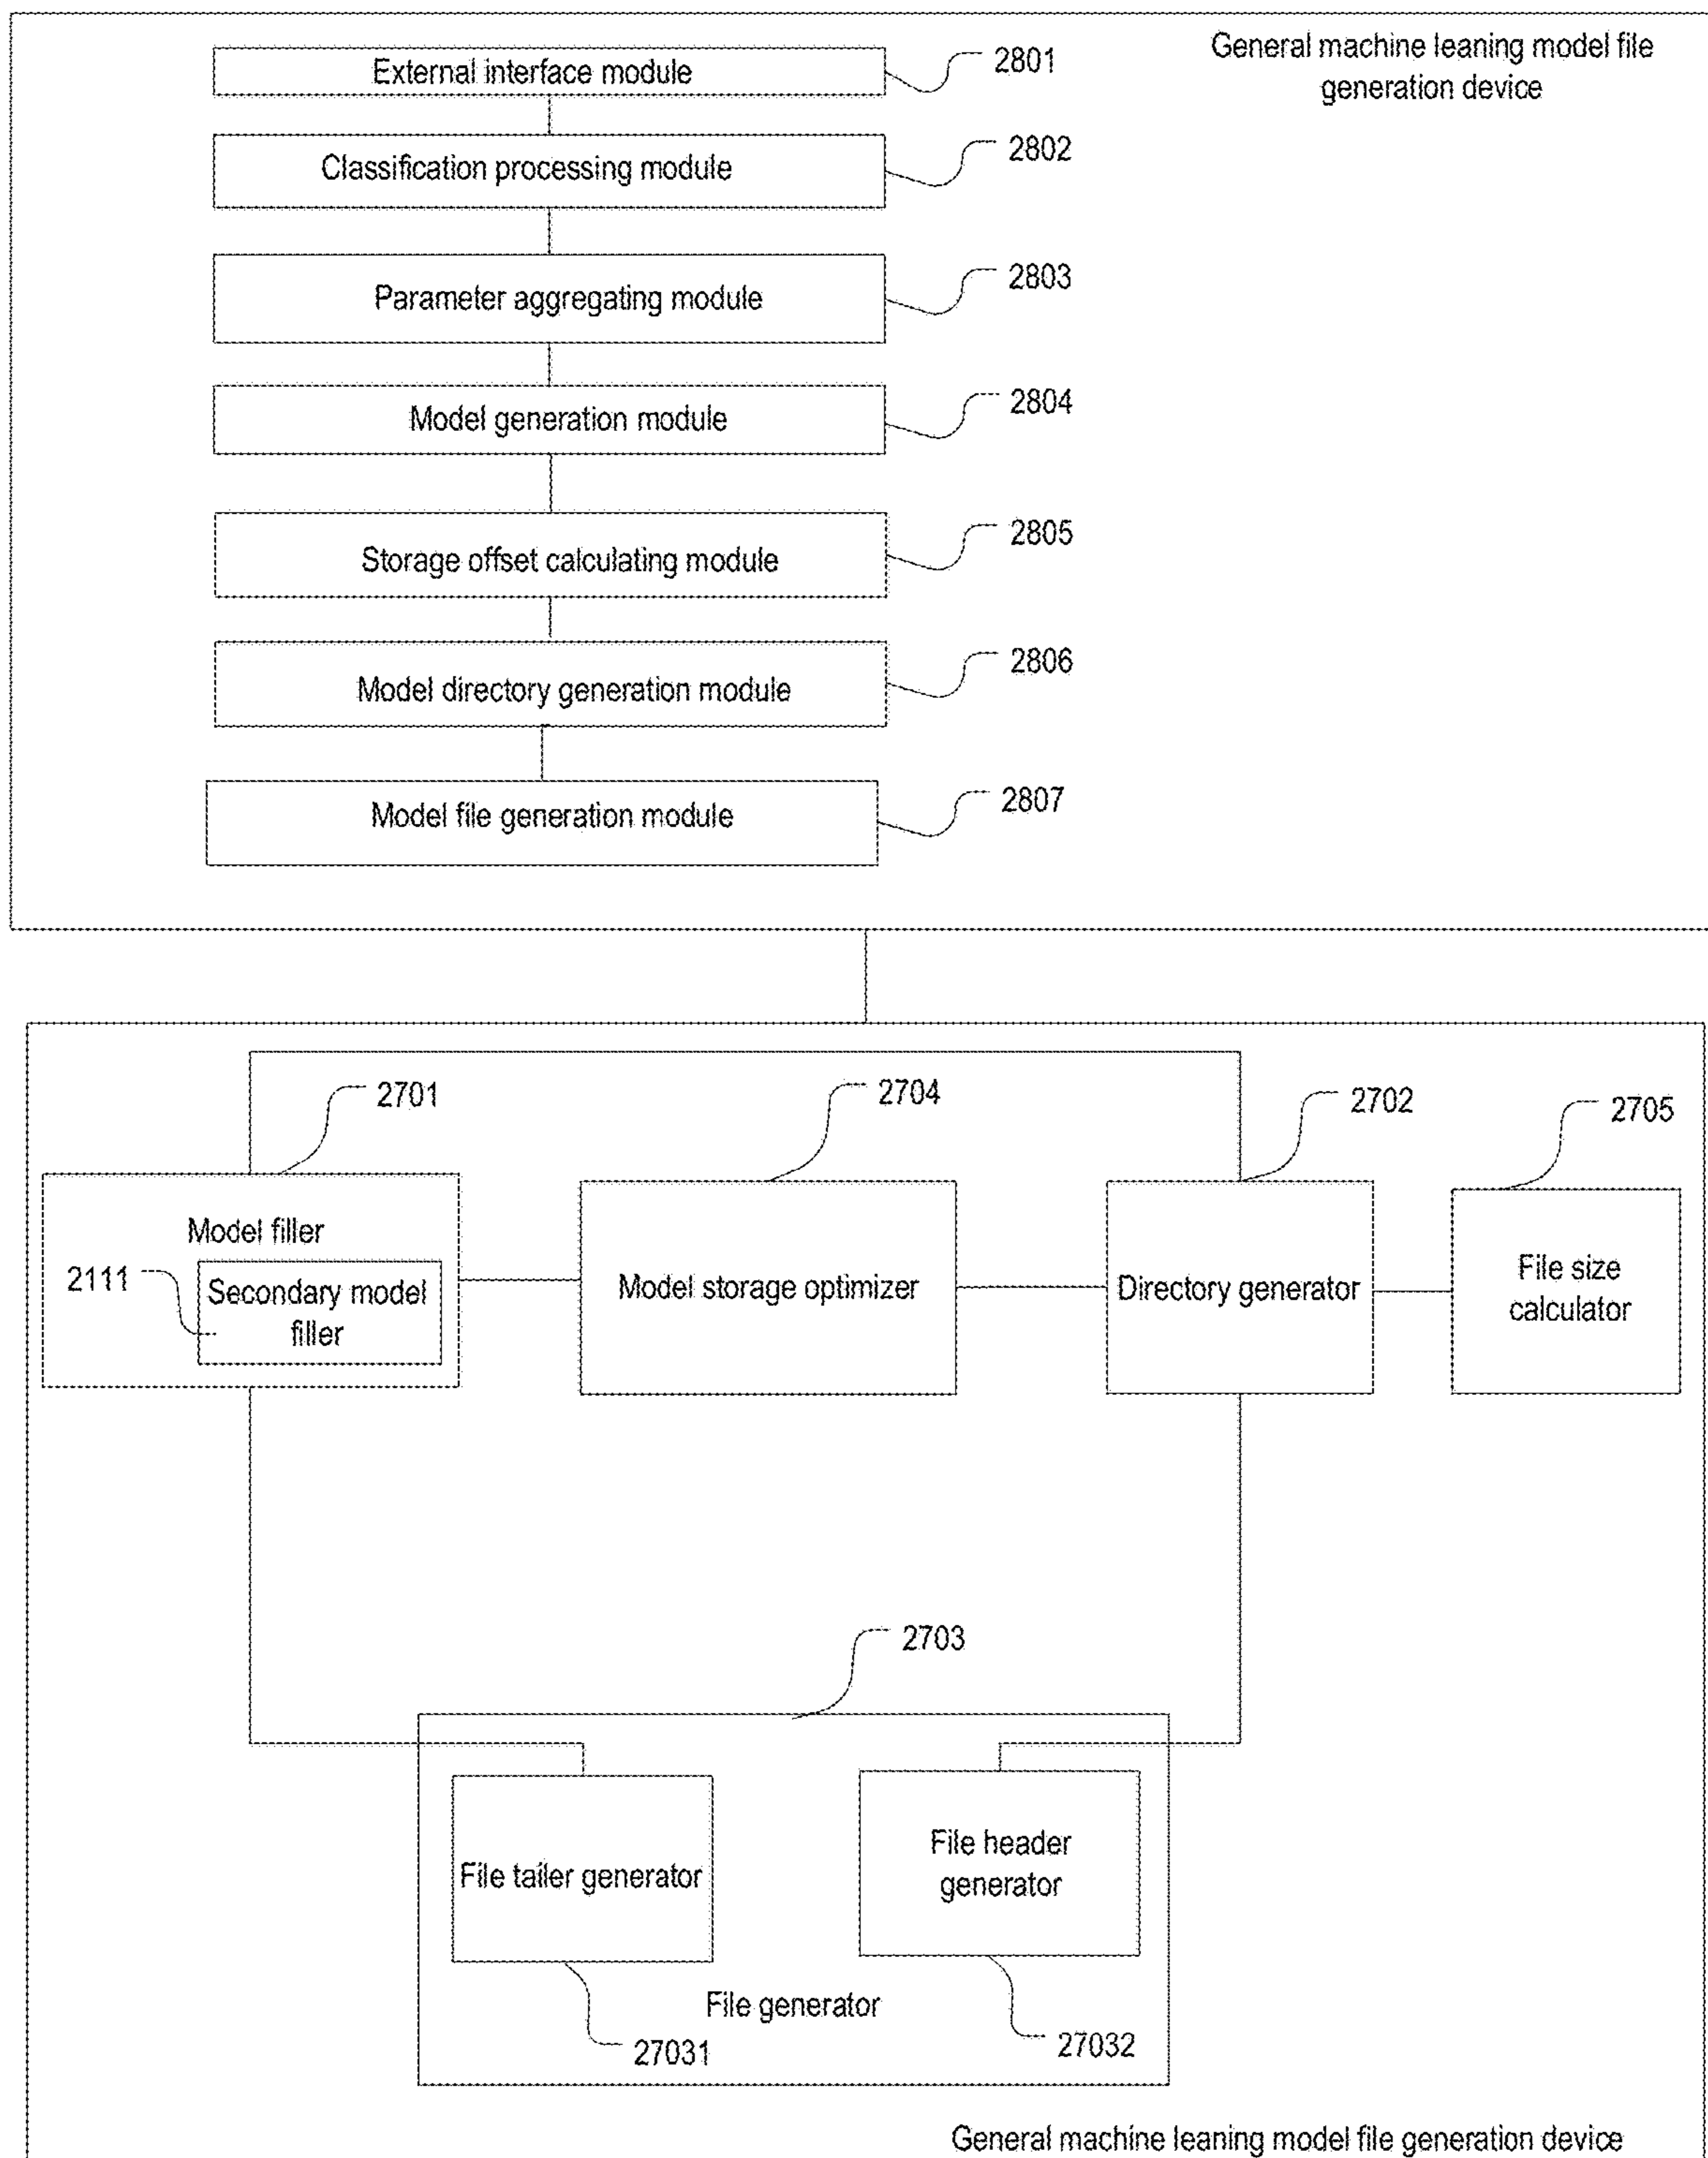 General machine leaning model file
generation device
External interface module
2801
Classification processing module
2802
Parameter aggregating module
2803
Model generation module
2804
Storage offset calculating module
2805
Model directory generation module
2806
Model file generation module
2807
2701
2704
2702
2705
Model filler
2111
Secondary model
filler
Model storage optimizer
Directory generator
File size
calculator
2703
File tailer generator
File header
generator
File generator
27031
27032
General machine leaning model file generation device